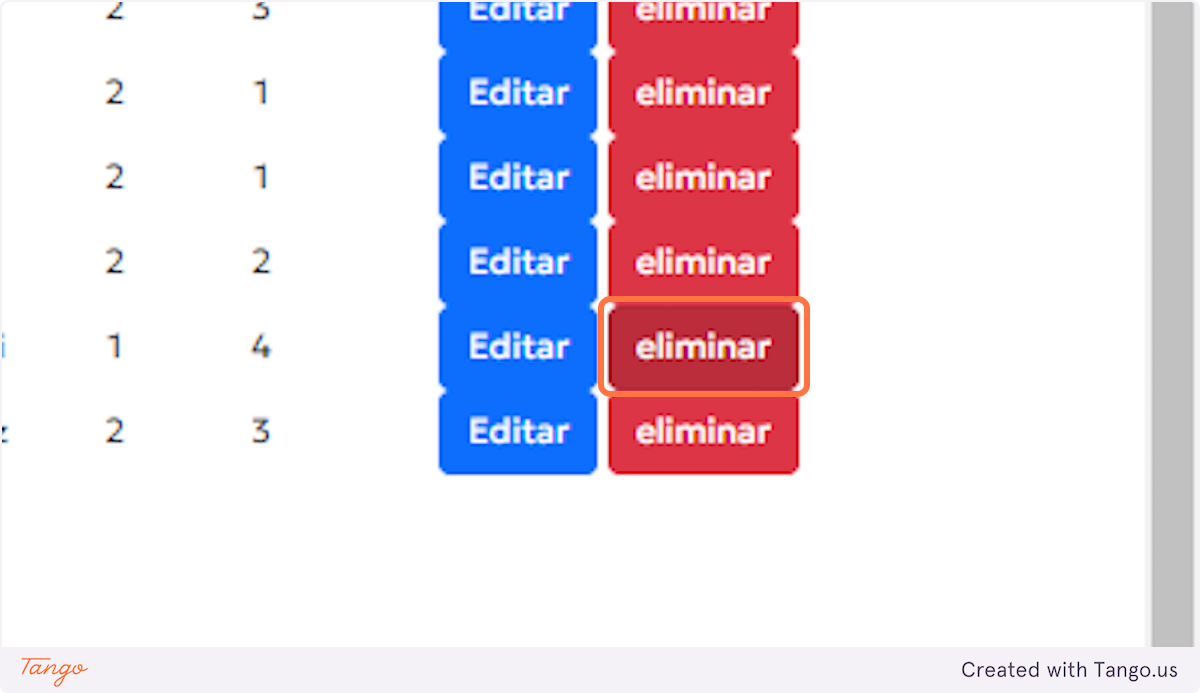 2 3 Editar eliminar
2 1 Editar eliminar
2 1 Editar eliminar
2 2 Editar eliminar
1 4 Editar eliminar
2 3 Editar eliminar
Tango Created with Tango.us